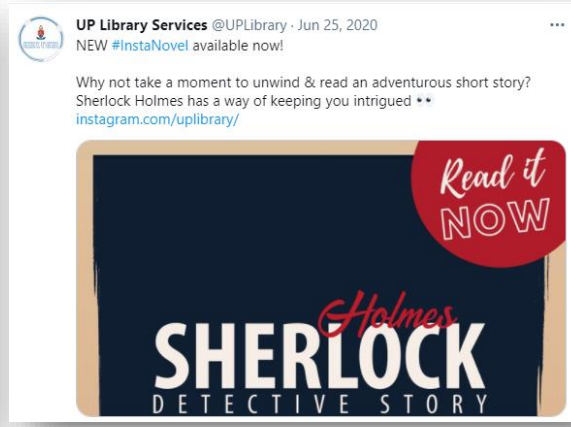 UP Library Services @UPLibrary · Jun 25, 2020
NEW #InstaNovel available now!
Why not take a moment to unwind & read an adventurous short story?
Sherlock Holmes has a way of keeping you intrigued 👀
instagram.com/uplibrary/
Read it
NOW
Holmes
SHERLOCK
DETECTIVE STORY